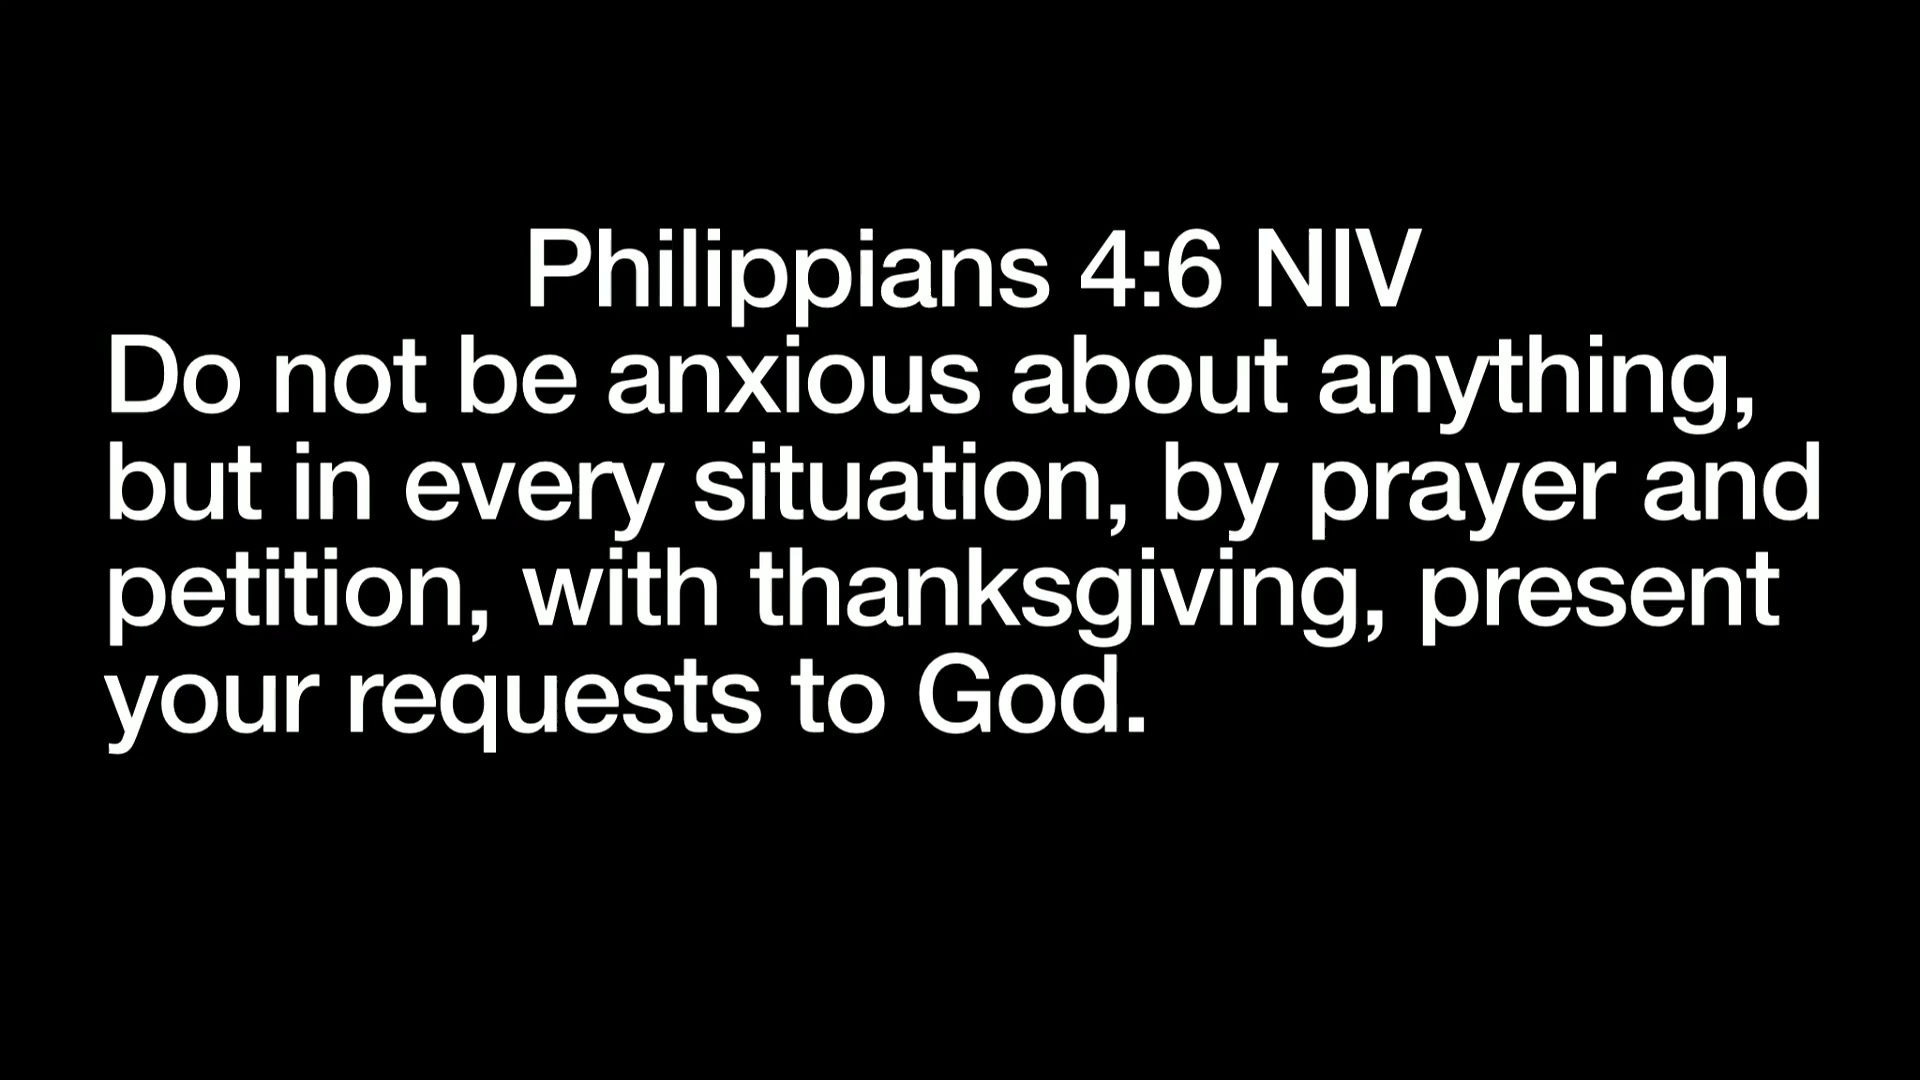 Philippians 4:6 NIV
Do not be anxious about anything,
but in every situation, by prayer and
petition, with thanksgiving, present
your requests to God.